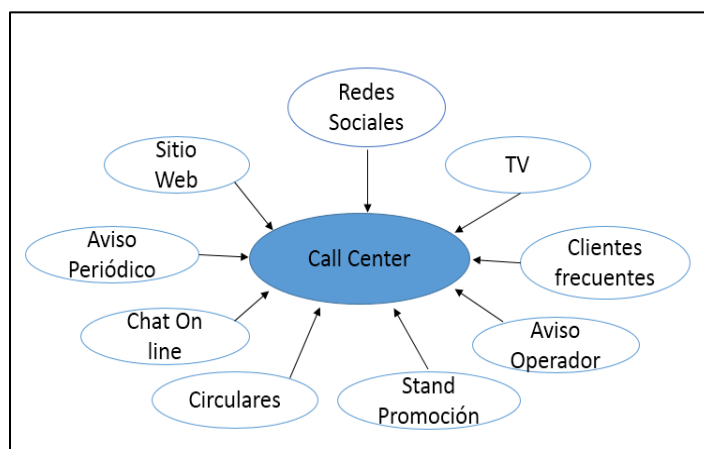 Redes
Sociales
Sitio
Web
TV
Aviso
Periódico
Call Center
Clientes
frecuentes
Chat On
line
Aviso
Operador
Circulares
Stand
Promoción